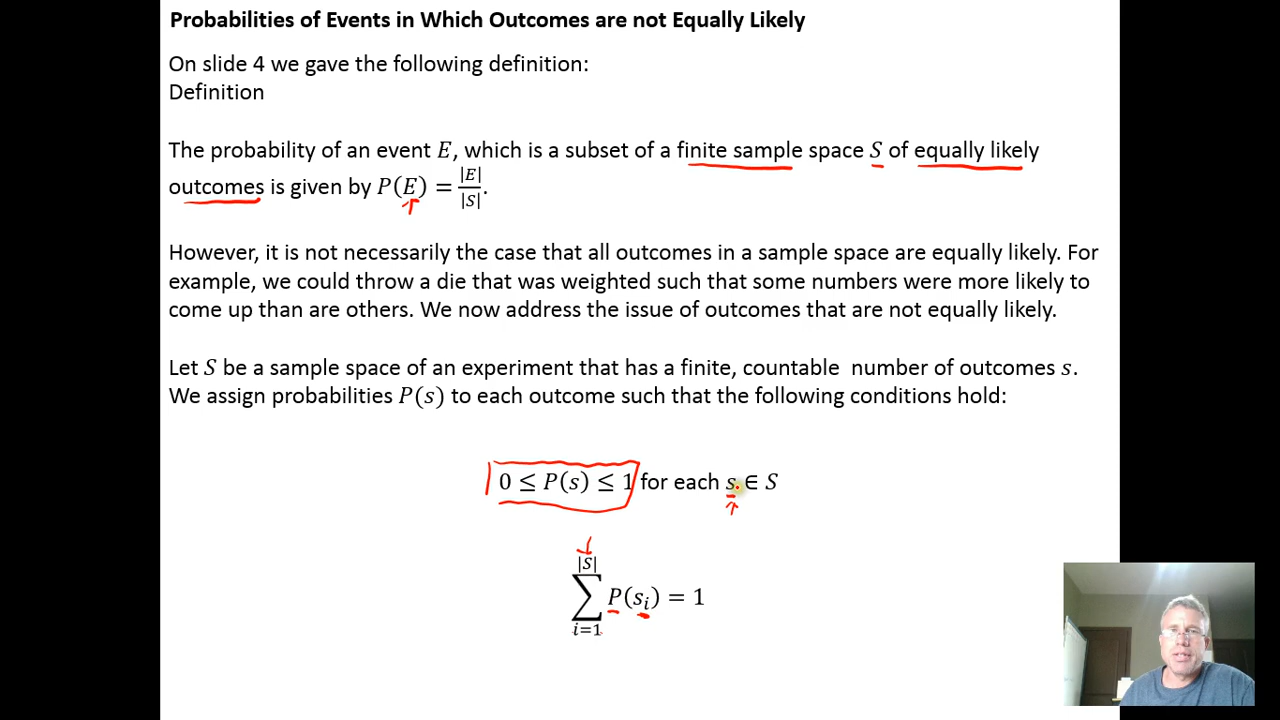 Probabilities of Events in Which Outcomes are not Equally Likely
On slide 4 we gave the following definition:
Definition
The probability of an event E, which is a subset of a finite sample space S of equally likely
outcomes is given by P(E) = |E|/|S|.
However, it is not necessarily the case that all outcomes in a sample space are equally likely. For
example, we could throw a die that was weighted such that some numbers were more likely to
come up than are others. We now address the issue of outcomes that are not equally likely.
Let S be a sample space of an experiment that has a finite, countable number of outcomes s.
We assign probabilities P(s) to each outcome such that the following conditions hold:
0 ≤ P(s) ≤ 1 for each s ∈ S
|S|
∑ P(sᵢ) = 1
i=1